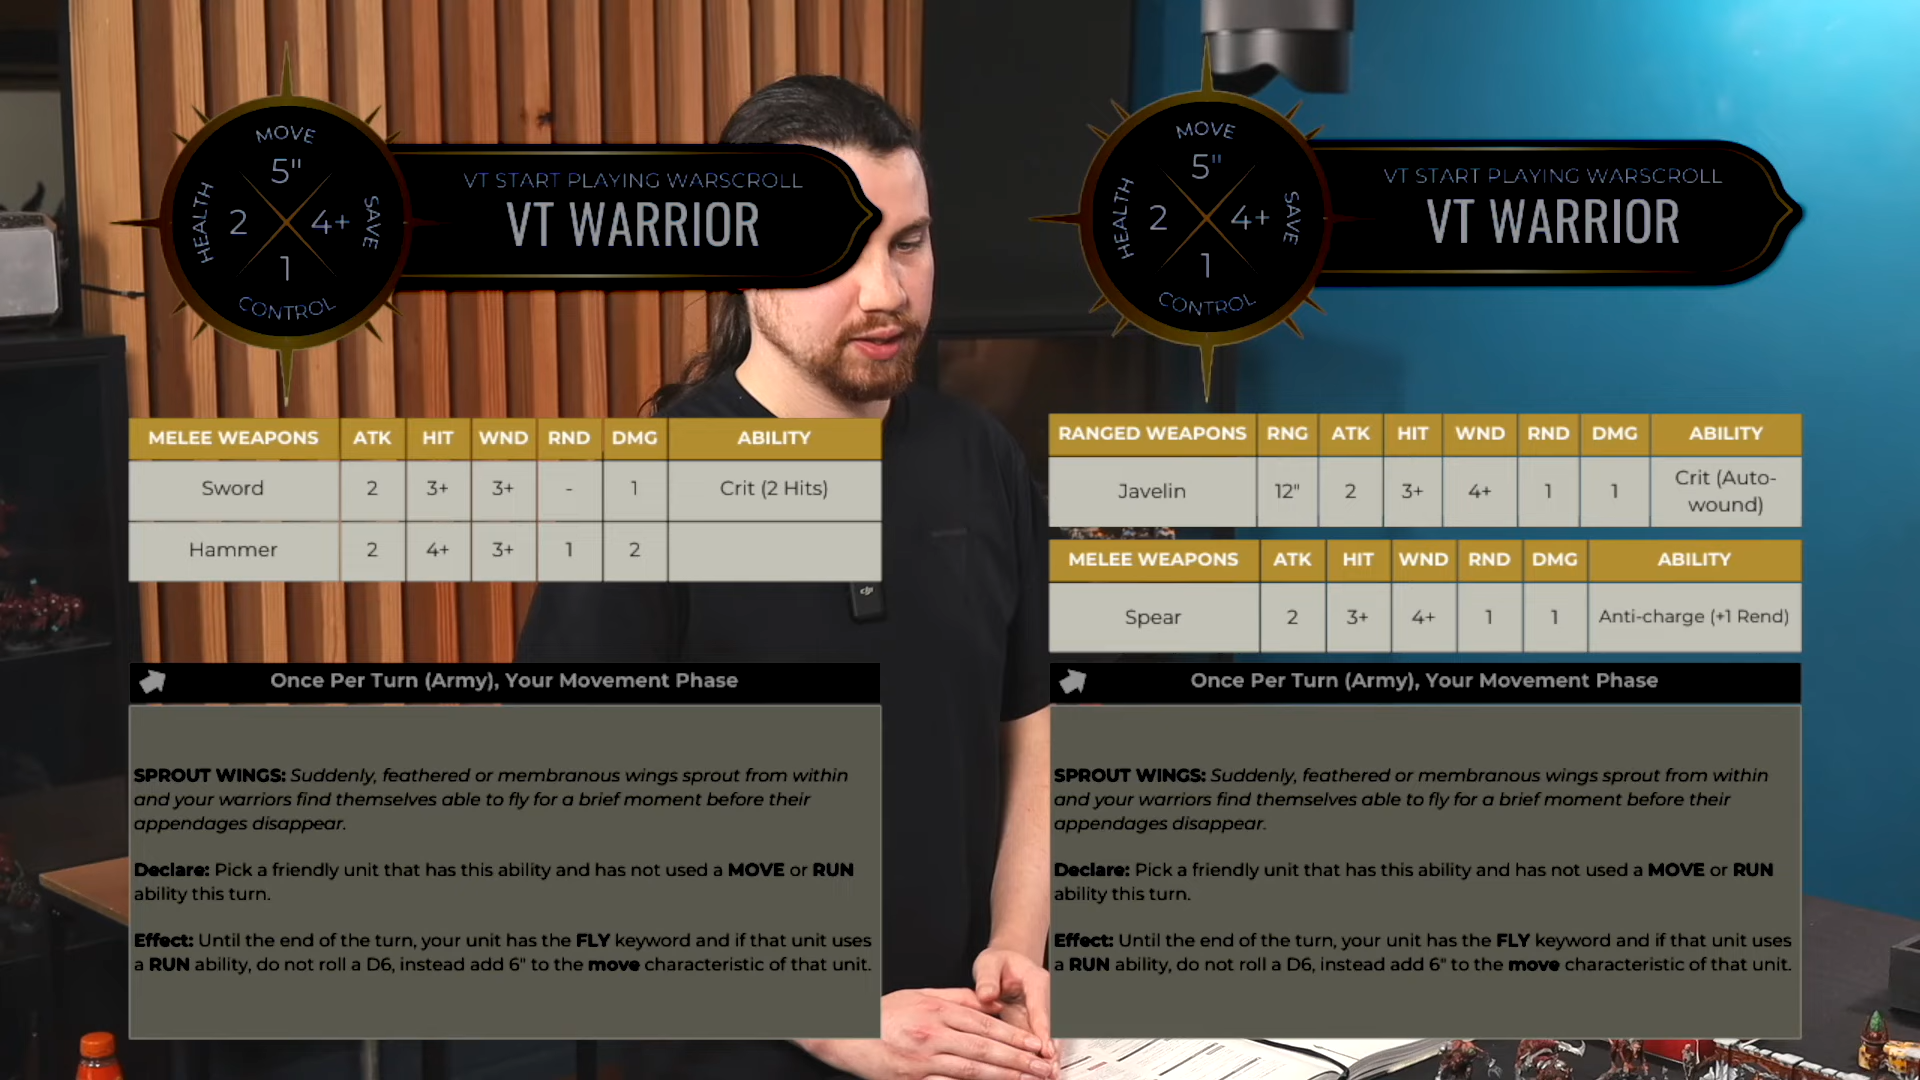 MOVE
5"
HEALTH
2
4+
SAVE
1
CONTROL
VT START PLAYING WARSCROLL
VT WARRIOR
MELEE WEAPONS ATK HIT WND RND DMG ABILITY
Sword 2 3+ 3+ - 1 Crit (2 Hits)
Hammer 2 4+ 3+ 1 2
Once Per Turn (Army), Your Movement Phase
SPROUT WINGS: Suddenly, feathered or membranous wings sprout from within
and your warriors find themselves able to fly for a brief moment before their
appendages disappear.
Declare: Pick a friendly unit that has this ability and has not used a MOVE or RUN
ability this turn.
Effect: Until the end of the turn, your unit has the FLY keyword and if that unit uses
a RUN ability, do not roll a D6, instead add 6" to the move characteristic of that unit.
MOVE
5"
HEALTH
2
4+
SAVE
1
CONTROL
VT START PLAYING WARSCROLL
VT WARRIOR
RANGED WEAPONS RNG ATK HIT WND RND DMG ABILITY
Javelin 12" 2 3+ 4+ 1 1 Crit (Auto-
wound)
MELEE WEAPONS ATK HIT WND RND DMG ABILITY
Spear 2 3+ 4+ 1 1 Anti-charge (+1 Rend)
Once Per Turn (Army), Your Movement Phase
SPROUT WINGS: Suddenly, feathered or membranous wings sprout from within
and your warriors find themselves able to fly for a brief moment before their
appendages disappear.
Declare: Pick a friendly unit that has this ability and has not used a MOVE or RUN
ability this turn.
Effect: Until the end of the turn, your unit has the FLY keyword and if that unit uses
a RUN ability, do not roll a D6, instead add 6" to the move characteristic of that unit.
dji